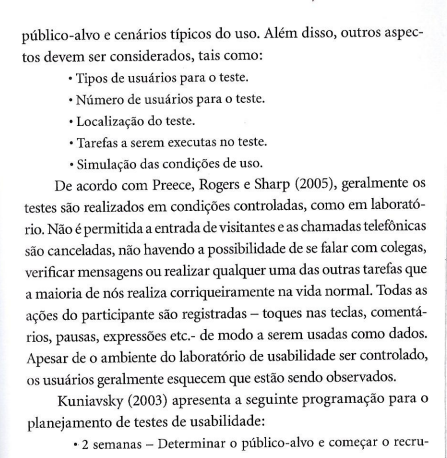 público-alvo e cenários típicos do uso. Além disso, outros aspec-
tos devem ser considerados, tais como:
• Tipos de usuários para o teste.
• Número de usuários para o teste.
• Localização do teste.
• Tarefas a serem executas no teste.
• Simulação das condições de uso.
De acordo com Preece, Rogers e Sharp (2005), geralmente os
testes são realizados em condições controladas, como em laborató-
rio. Não é permitida a entrada de visitantes e as chamadas telefônicas
são canceladas, não havendo a possibilidade de se falar com colegas,
verificar mensagens ou realizar qualquer uma das outras tarefas que
a maioria de nós realiza corriqueiramente na vida normal. Todas as
ações do participante são registradas – toques nas teclas, comentá-
rios, pausas, expressões etc.- de modo a serem usadas como dados.
Apesar de o ambiente do laboratório de usabilidade ser controlado,
os usuários geralmente esquecem que estão sendo observados.
Kuniavsky (2003) apresenta a seguinte programação para o
planejamento de testes de usabilidade:
• 2 semanas – Determinar o público-alvo e começar o recru-